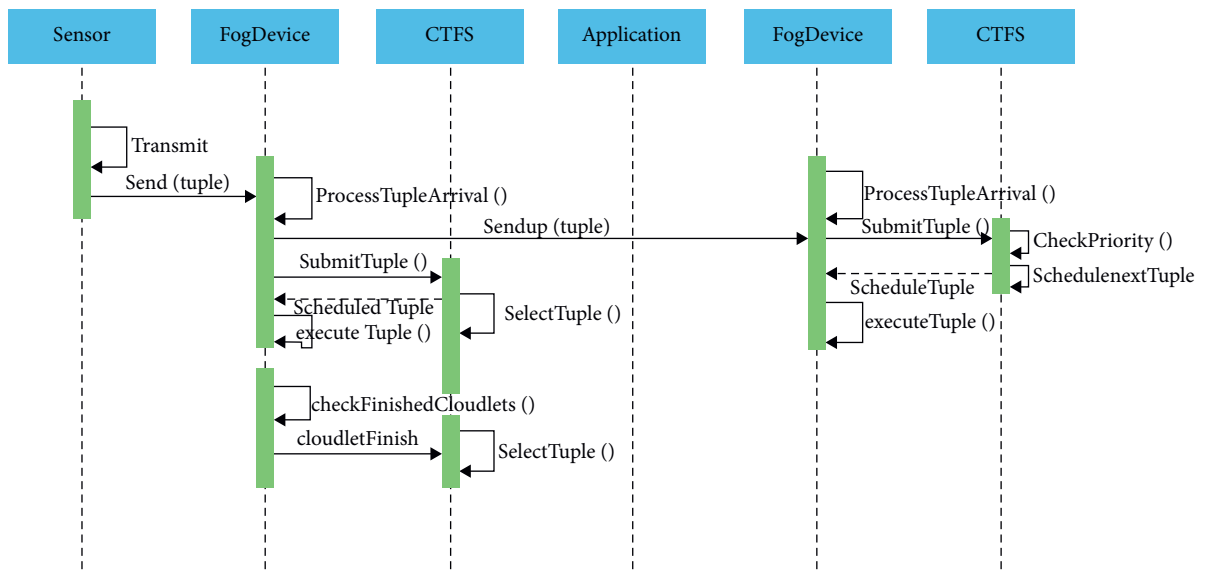 Sensor
FogDevice
CTFS
Application
FogDevice
CTFS
Transmit
Send (tuple)
ProcessTupleArrival ()
ProcessTupleArrival ()
Sendup (tuple)
SubmitTuple ()
CheckPriority ()
SubmitTuple ()
SchedulenextTuple
ScheduleTuple
Scheduled Tuple
SelectTuple ()
executeTuple ()
execute Tuple ()
checkFinishedCloudlets ()
cloudletFinish
SelectTuple ()